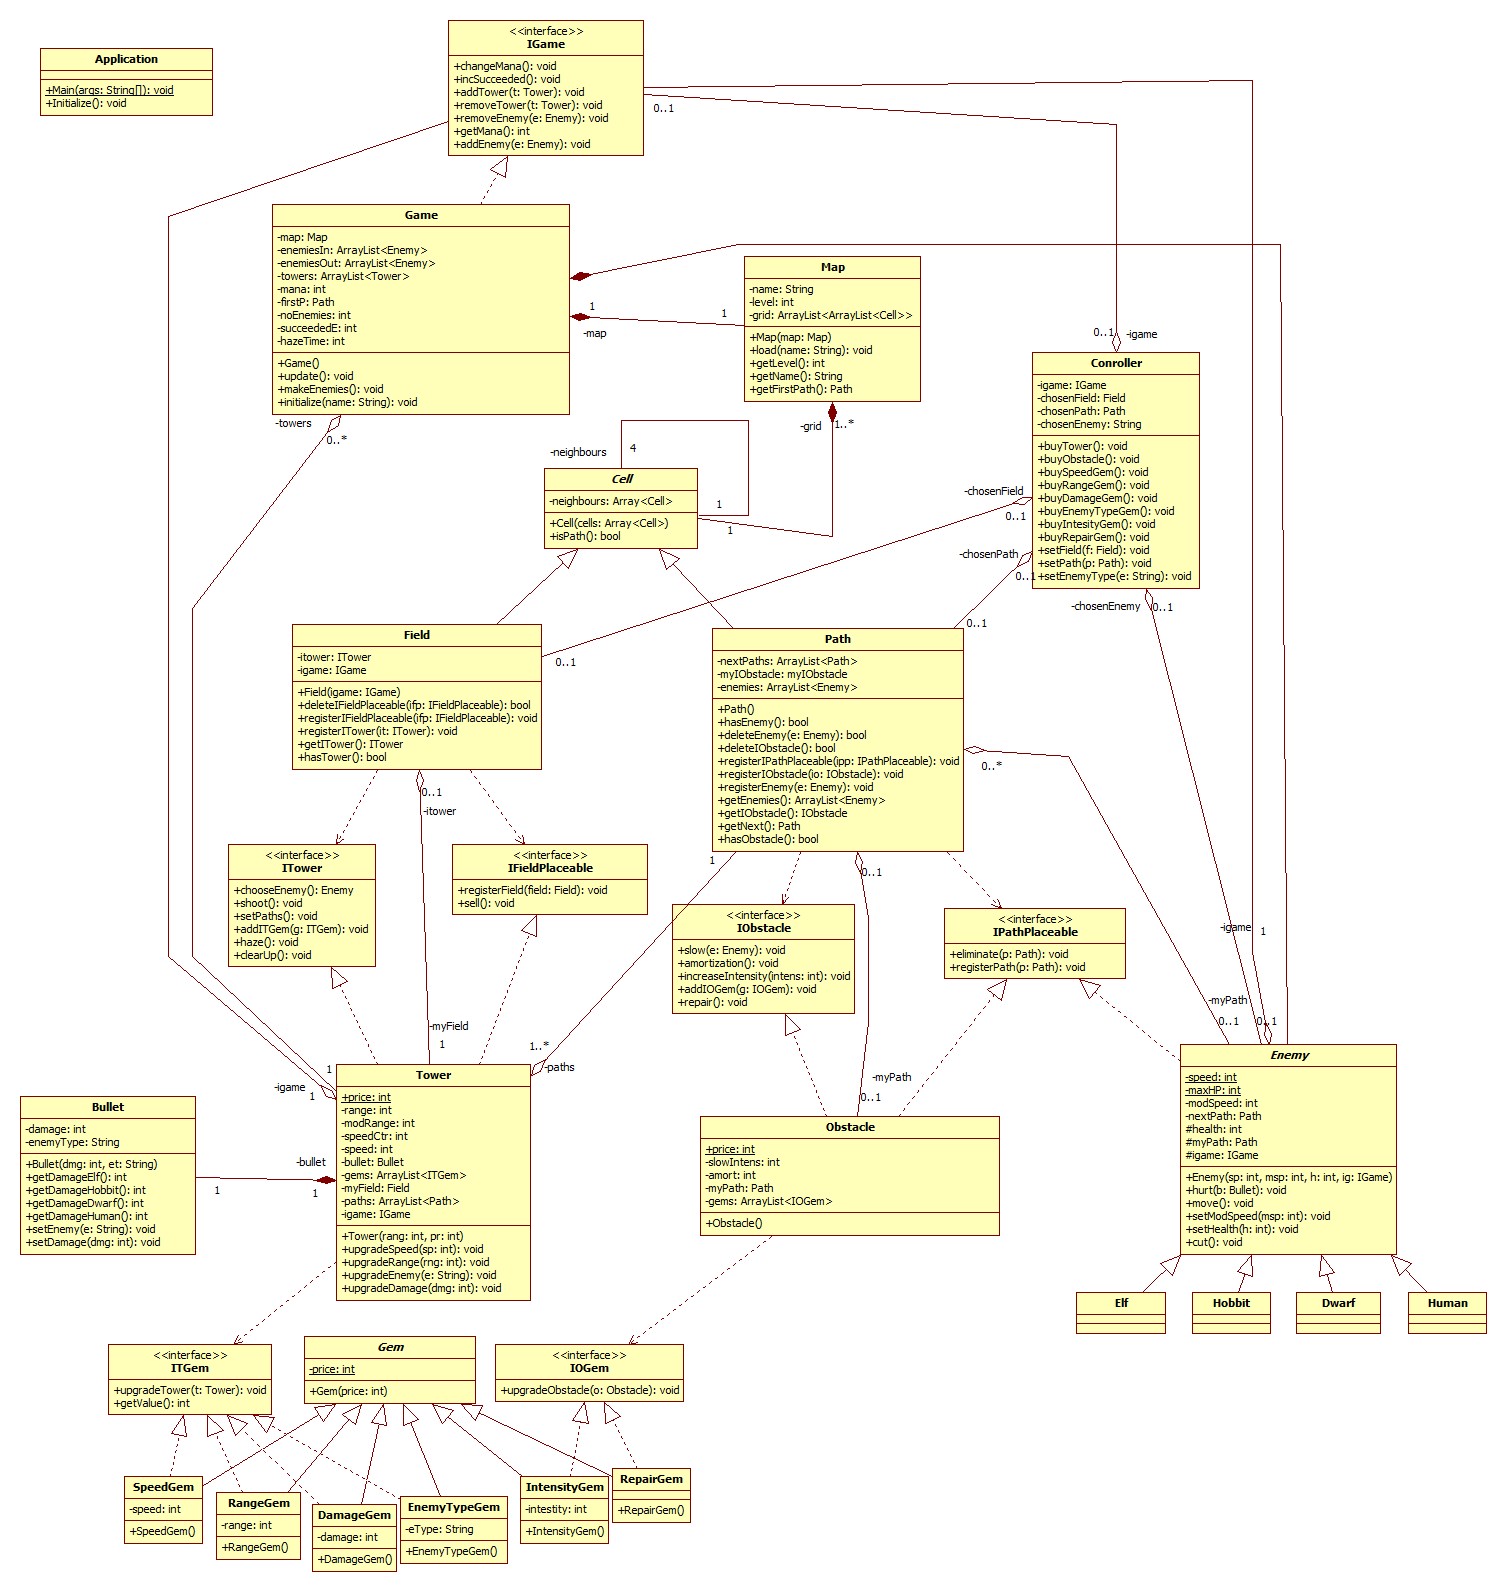 <<interface>>
IGame
+changeMana(): void
+incSucceeded(): void
+addTower(t: Tower): void
+removeTower(t: Tower): void
+removeEnemy(e: Enemy): void
+getMana(): int
+addEnemy(e: Enemy): void
Application
+Main(args: String[]): void
+Initialize(): void
0..1
Game
-map: Map
-enemiesIn: ArrayList<Enemy>
-enemiesOut: ArrayList<Enemy>
-towers: ArrayList<Tower>
-mana: int
-firstP: Path
-noEnemies: int
-succeededE: int
-hazeTime: int
+Game()
+update(): void
+makeEnemies(): void
+initialize(name: String): void
1
1
-map
Map
-name: String
-level: int
-grid: ArrayList<ArrayList<Cell>>
+Map(map: Map)
+load(name: String): void
+getLevel(): int
+getName(): String
+getFirstPath(): Path
0..1
-igame
Conroller
-igame: IGame
-chosenField: Field
-chosenPath: Path
-chosenEnemy: String
+buyTower(): void
+buyObstacle(): void
+buySpeedGem(): void
+buyRangeGem(): void
+buyDamageGem(): void
+buyEnemyTypeGem(): void
+buyIntesityGem(): void
+buyRepairGem(): void
+setField(f: Field): void
+setPath(p: Path): void
+setEnemyType(e: String): void
-towers
0..*
-grid
1..*
-neighbours
4
Cell
-neighbours: Array<Cell>
+Cell(cells: Array<Cell>)
+isPath(): bool
1
1
-chosenField
0..1
-chosenPath
0..1
-chosenEnemy
0..1
0..1
0..1
Field
-itower: ITower
-igame: IGame
+Field(igame: IGame)
+deleteIFieldPlaceable(ifp: IFieldPlaceable): bool
+registerIFieldPlaceable(ifp: IFieldPlaceable): void
+registerITower(it: ITower): void
+getITower(): ITower
+hasTower(): bool
Path
-nextPaths: ArrayList<Path>
-myIObstacle: myIObstacle
-enemies: ArrayList<Enemy>
+Path()
+hasEnemy(): bool
+deleteEnemy(e: Enemy): bool
+deleteIObstacle(): bool
+registerIPathPlaceable(ipp: IPathPlaceable): void
+registerIObstacle(io: IObstacle): void
+registerEnemy(e: Enemy): void
+getEnemies(): ArrayList<Enemy>
+getIObstacle(): IObstacle
+getNext(): Path
+hasObstacle(): bool
0..*
0..1
-itower
1
0..1
<<interface>>
ITower
+chooseEnemy(): Enemy
+shoot(): void
+setPaths(): void
+addITGem(g: ITGem): void
+haze(): void
+clearUp(): void
<<interface>>
IFieldPlaceable
+registerField(field: Field): void
+sell(): void
<<interface>>
IObstacle
+slow(e: Enemy): void
+amortization(): void
+increaseIntensity(intens: int): void
+addIOGem(g: IOGem): void
+repair(): void
<<interface>>
IPathPlaceable
+eliminate(p: Path): void
+registerPath(p: Path): void
-igame
1
-myPath
0..1
0..1
-myField
1
1..*
-paths
1
-igame
1
-myPath
0..1
Tower
+price: int
-range: int
-modRange: int
-speedCtr: int
-speed: int
-bullet: Bullet
-gems: ArrayList<ITGem>
-myField: Field
-paths: ArrayList<Path>
-igame: IGame
+Tower(rang: int, pr: int)
+upgradeSpeed(sp: int): void
+upgradeRange(rng: int): void
+upgradeEnemy(e: String): void
+upgradeDamage(dmg: int): void
Bullet
-damage: int
-enemyType: String
+Bullet(dmg: int, et: String)
+getDamageElf(): int
+getDamageHobbit(): int
+getDamageDwarf(): int
+getDamageHuman(): int
+setEnemy(e: String): void
+setDamage(dmg: int): void
-bullet
1
1
Obstacle
+price: int
-slowIntens: int
-amort: int
-myPath: Path
-gems: ArrayList<IOGem>
+Obstacle()
Enemy
-speed: int
-maxHP: int
-modSpeed: int
-nextPath: Path
#health: int
#myPath: Path
#igame: IGame
+Enemy(sp: int, msp: int, h: int, ig: IGame)
+hurt(b: Bullet): void
+move(): void
+setModSpeed(msp: int): void
+setHealth(h: int): void
+cut(): void
Elf
Hobbit
Dwarf
Human
<<interface>>
ITGem
+upgradeTower(t: Tower): void
+getValue(): int
Gem
-price: int
+Gem(price: int)
<<interface>>
IOGem
+upgradeObstacle(o: Obstacle): void
SpeedGem
-speed: int
+SpeedGem()
RangeGem
-range: int
+RangeGem()
DamageGem
-damage: int
+DamageGem()
EnemyTypeGem
-eType: String
+EnemyTypeGem()
IntensityGem
-intestity: int
+IntensityGem()
RepairGem
+RepairGem()